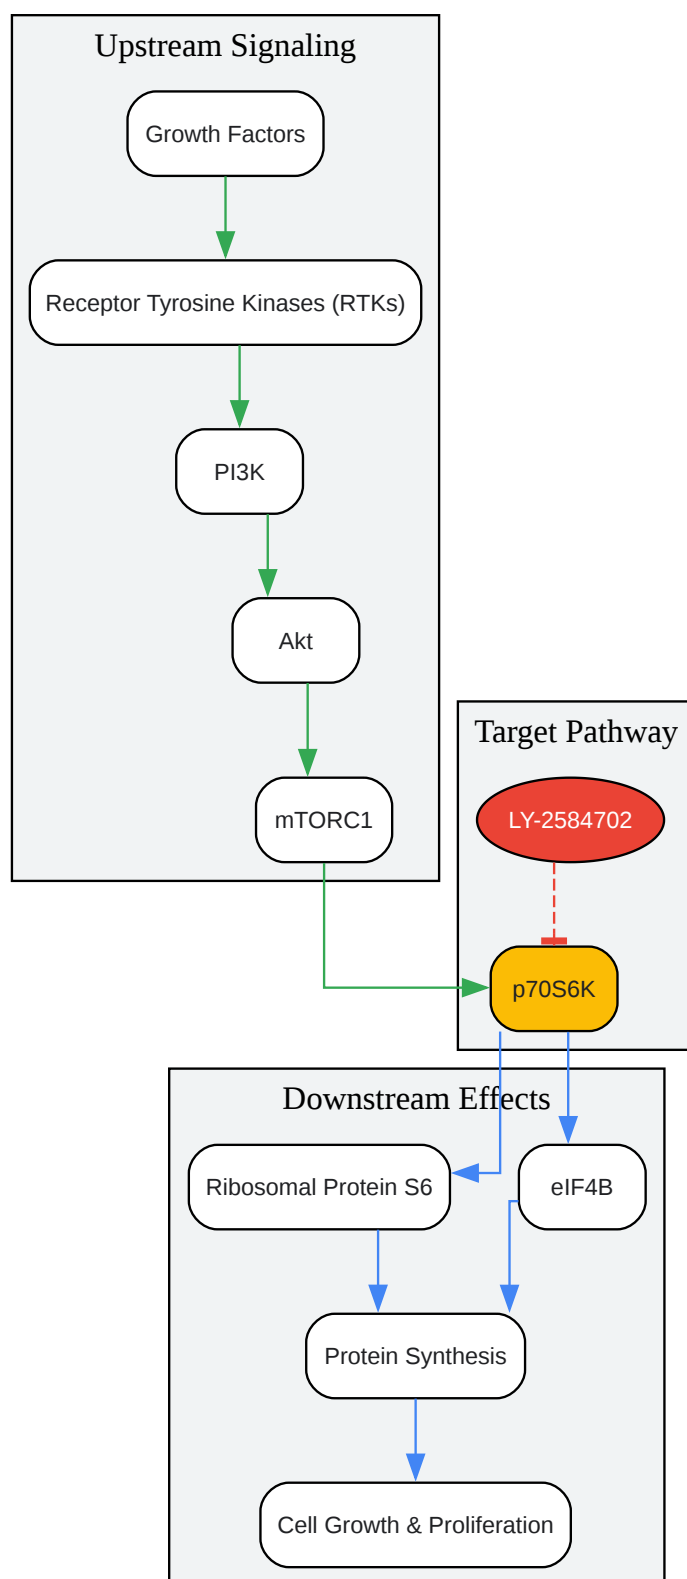 Upstream Signaling
Growth Factors
Receptor Tyrosine Kinases (RTKs)
PI3K
Akt
mTORC1
Target Pathway
LY-2584702
p70S6K
Downstream Effects
Ribosomal Protein S6
eIF4B
Protein Synthesis
Cell Growth & Proliferation